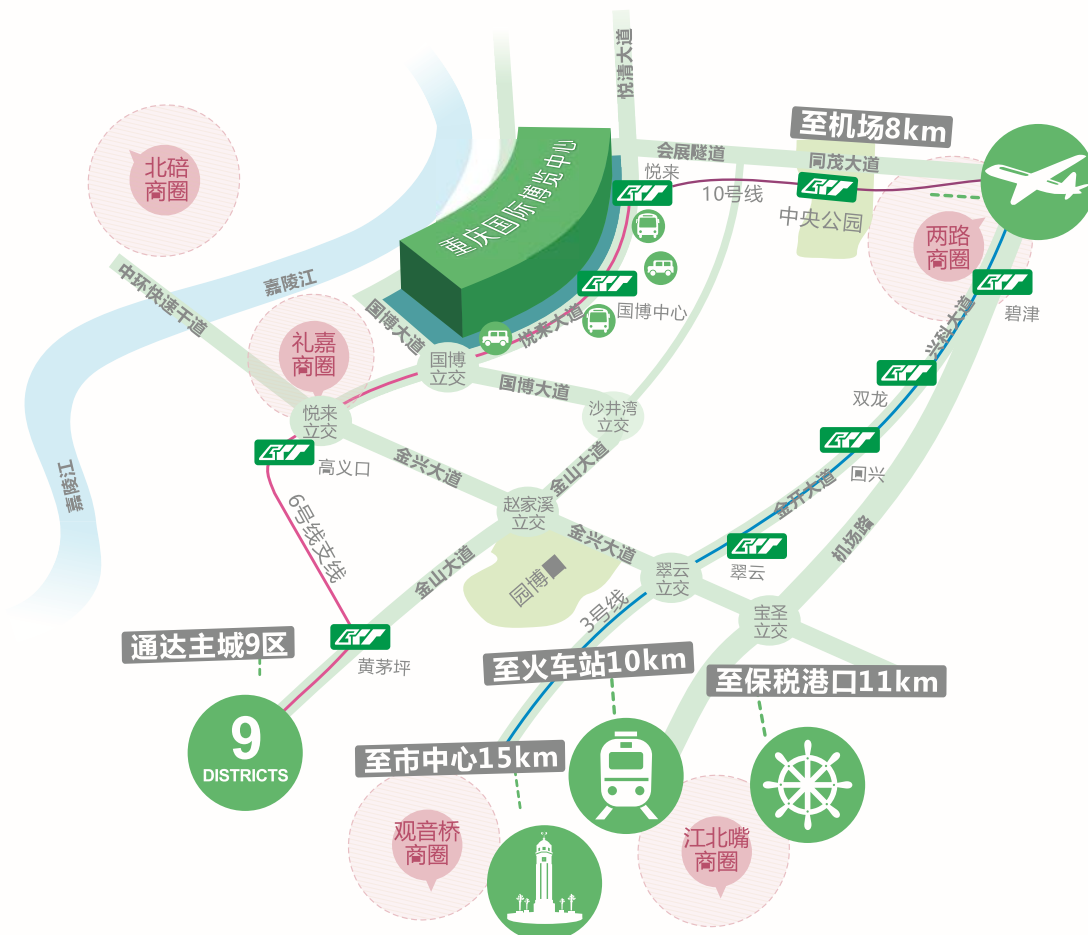 悦清大道
至机场8km
会展隧道
同茂大道
重庆国际博览中心
悦来
10号线
中央公园
北碚
商圈
两路
商圈
嘉陵江
中环快速干道
国博大道
悦来大道
国博中心
碧津
兴科大道
礼嘉
商圈
国博
立交
国博大道
双龙
悦来
立交
沙井湾
立交
高义口
金兴大道
金山大道
回兴
金开大道
嘉陵江
6号线支线
赵家溪
立交
金兴大道
机场路
金山大道
园博
翠云
立交
翠云
3号线
宝圣
立交
通达主城9区
黄茅坪
至火车站10km
至保税港口11km
9
DISTRICTS
至市中心15km
观音桥
商圈
江北嘴
商圈